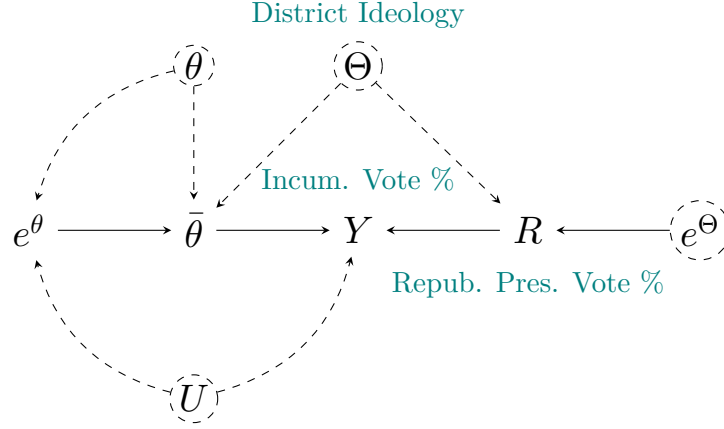 District Ideology
θ Θ
Incum. Vote %
e^θ θ̄ Y R e^Θ
Repub. Pres. Vote %
U